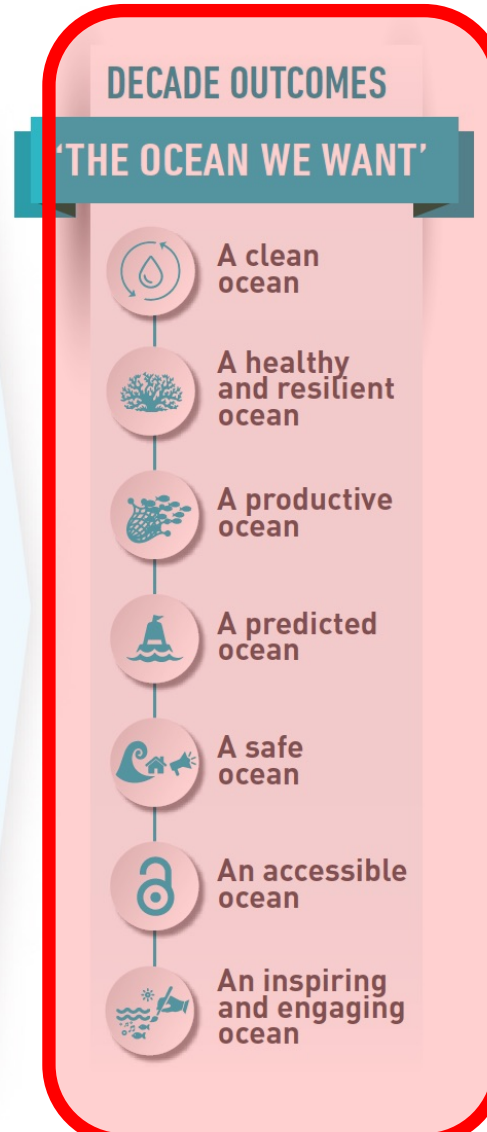 DECADE OUTCOMES
‘THE OCEAN WE WANT’
A clean
ocean
A healthy
and resilient
ocean
A productive
ocean
A predicted
ocean
A safe
ocean
An accessible
ocean
An inspiring
and engaging
ocean